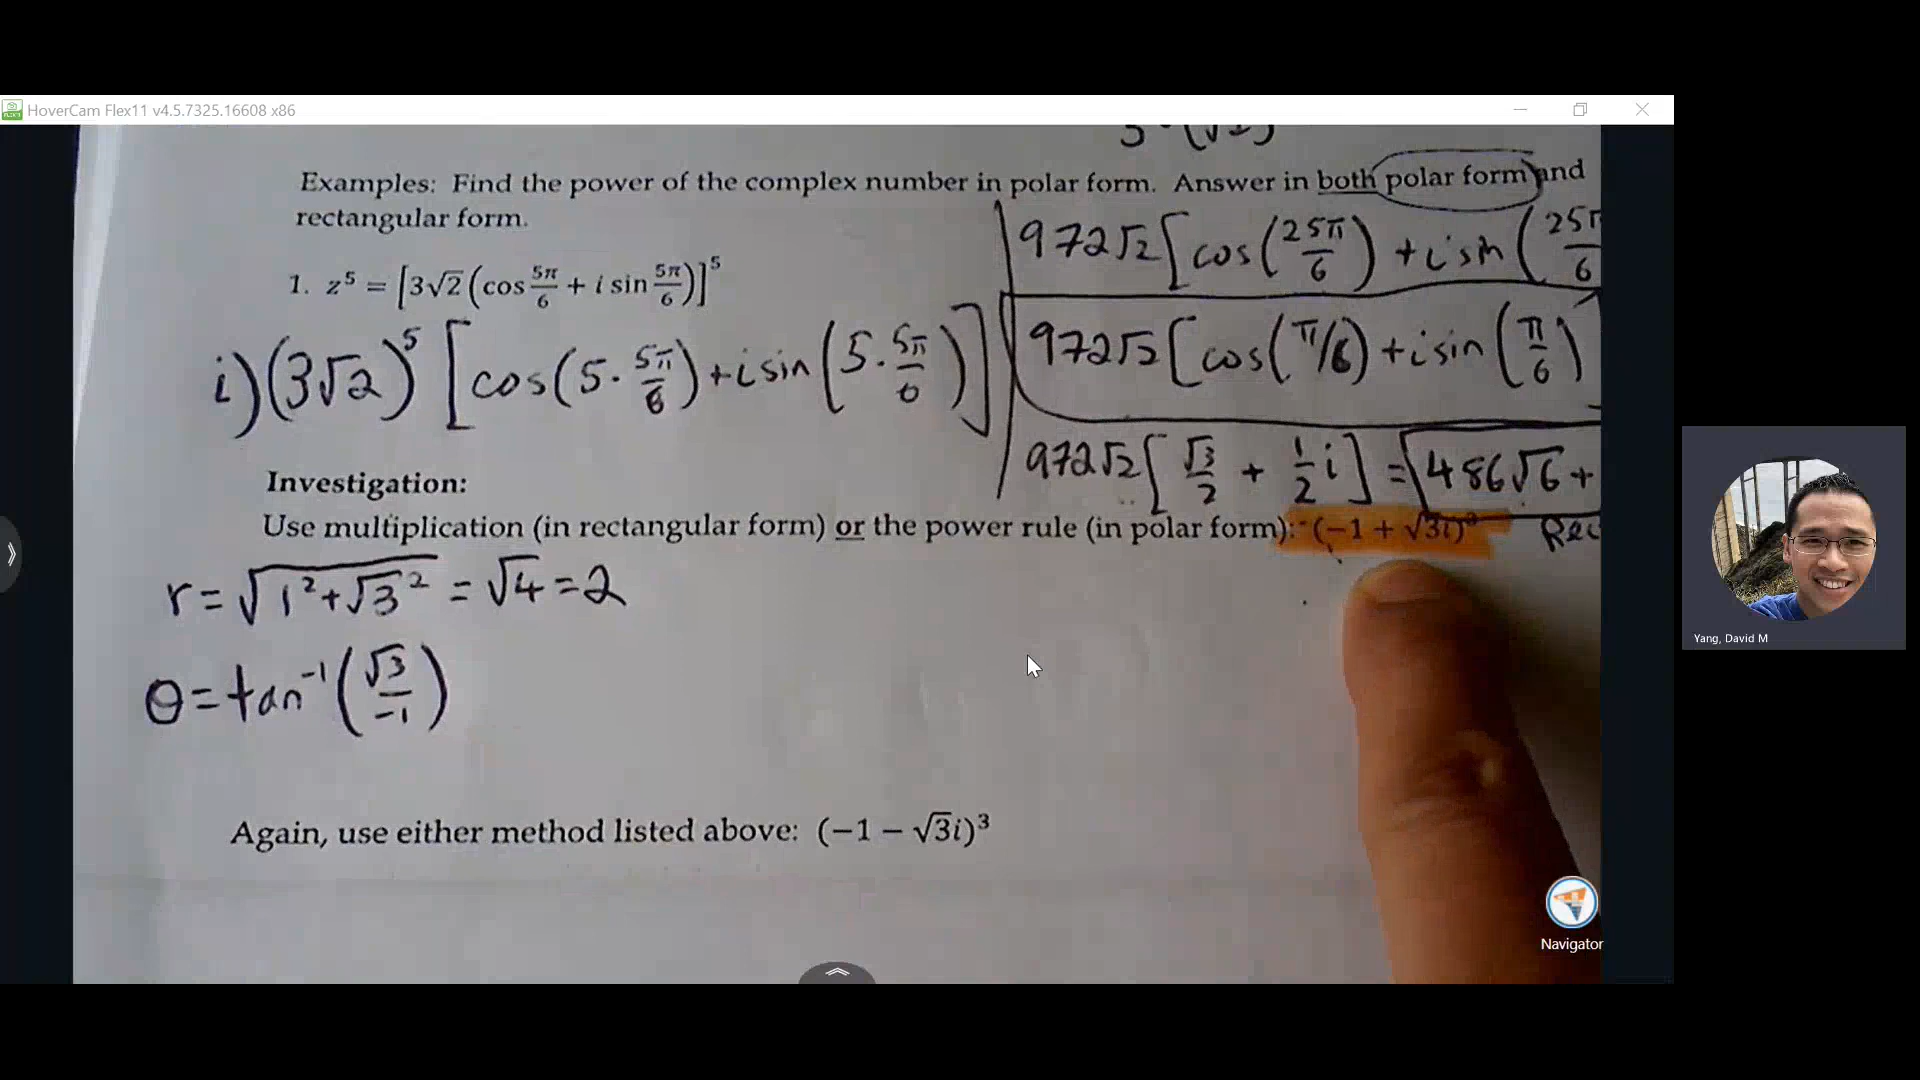 HoverCam Flex11 v4.5.7325.16608 x86
Examples: Find the power of the complex number in polar form. Answer in both polar form and
rectangular form.
972√2 [cos(25π/6) + i sin(25π/6
1. z⁵ = [3√2(cos 5π/6 + i sin 5π/6)]⁵
i) (3√2)⁵ [cos(5·5π/6) + i sin(5·5π/6)]
972√2 [cos(π/6) + i sin(π/6)
972√2 [√3/2 + 1/2 i] = 486√6 +
Investigation:
Use multiplication (in rectangular form) or the power rule (in polar form): (−1 + √3i)³
r = √1² + √3² = √4 = 2
θ = tan⁻¹(√3/−1)
Again, use either method listed above: (−1 − √3i)³
Navigator
Yang, David M